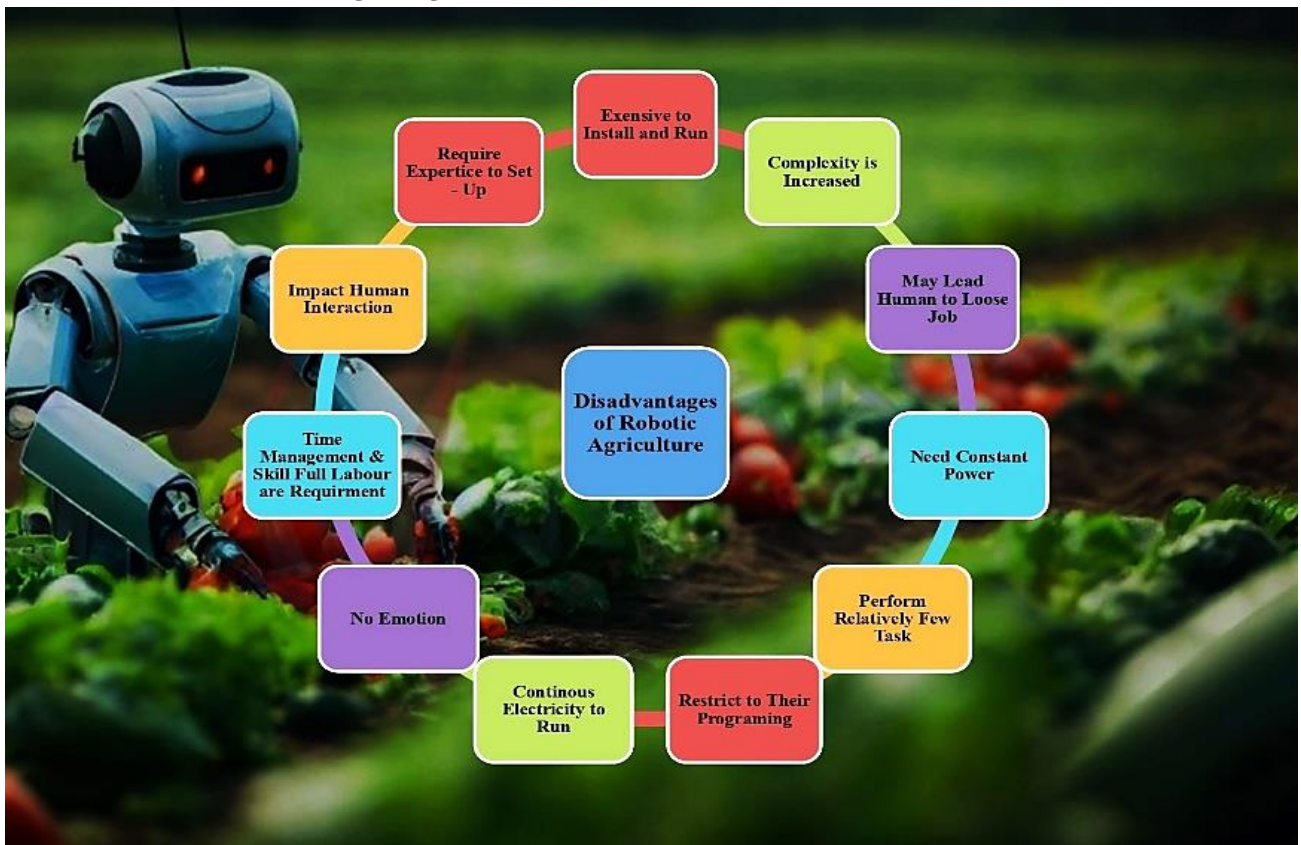 Exensive to
Install and Run
Complexity is
Increased
May Lead
Human to Loose
Job
Need Constant
Power
Perform
Relatively Few
Task
Restrict to Their
Programing
Continous
Electricity to
Run
No Emotion
Time
Management &
Skill Full Labour
are Requirment
Impact Human
Interaction
Require
Expertice to Set
- Up
Disadvantages
of Robotic
Agriculture